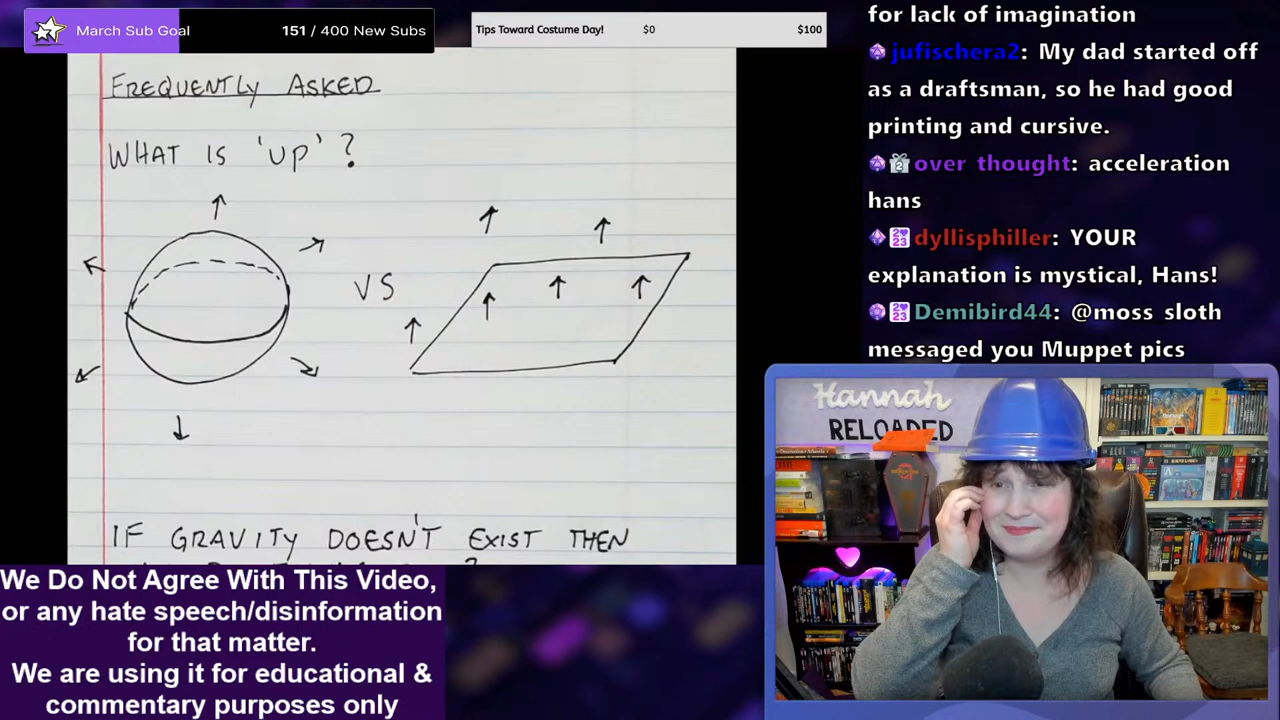 March Sub Goal
151 / 400 New Subs
Tips Toward Costume Day!
$0
$100
FREQUENTLY ASKED
WHAT IS 'UP'?
VS
IF GRAVITY DOESN'T EXIST THEN
for lack of imagination
jufischera2: My dad started off
as a draftsman, so he had good
printing and cursive.
over thought: acceleration
hans
dyllisphiller: YOUR
explanation is mystical, Hans!
Demibird44: @moss sloth
messaged you Muppet pics
Hannah
RELOADED
We Do Not Agree With This Video,
or any hate speech/disinformation
for that matter.
We are using it for educational &
commentary purposes only